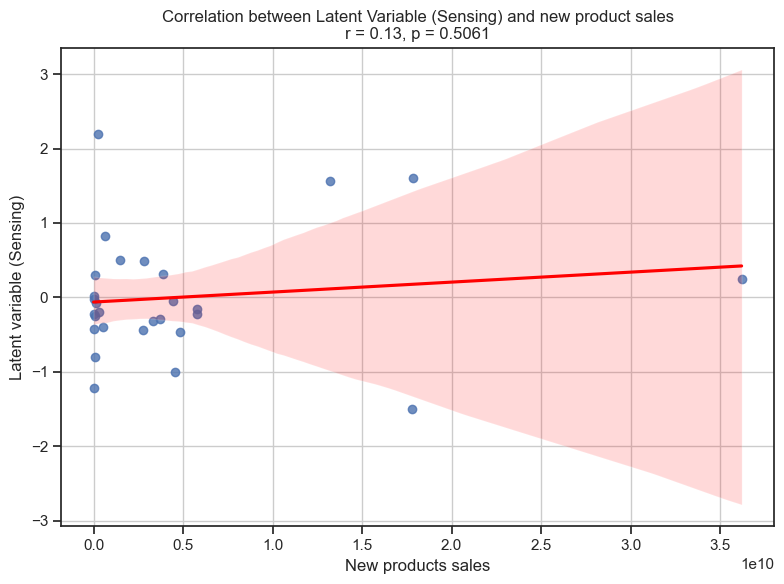 Correlation between Latent Variable (Sensing) and new product sales
r = 0.13, p = 0.5061
Latent variable (Sensing)
3
2
1
0
−1
−2
−3
0.0 0.5 1.0 1.5 2.0 2.5 3.0 3.5
1e10
New products sales